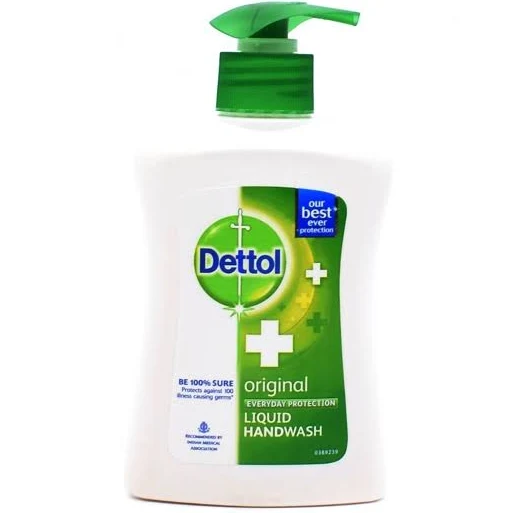 our
best*
ever
protection
Dettol
BE 100% SURE
Protects against 100
illness causing germs*
original
EVERYDAY PROTECTION
LIQUID
HANDWASH
RECOMMENDED BY
INDIAN MEDICAL
ASSOCIATION
0388239